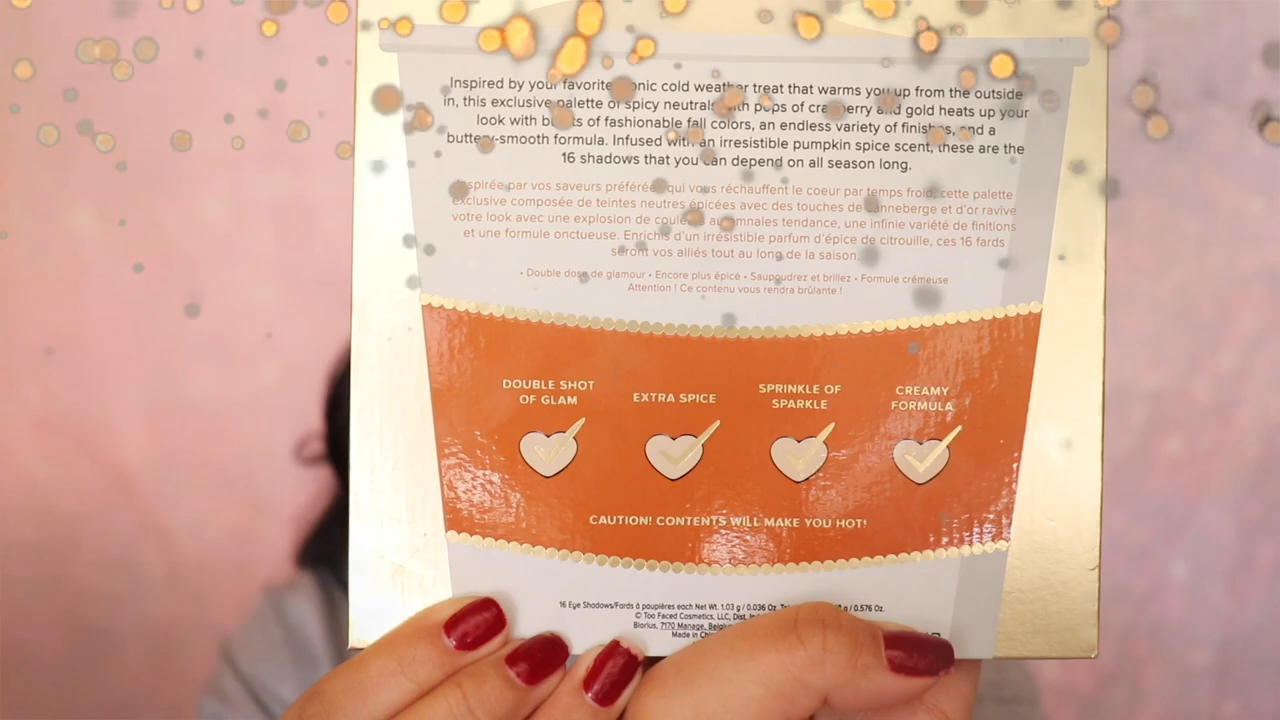 Inspired by your favorite iconic cold weather treat that warms you up from the outside
in, this exclusive palette of spicy neutrals with pops of cranberry and gold heats up your
look with bursts of fashionable fall colors, an endless variety of finishes, and a
buttery-smooth formula. Infused with an irresistible pumpkin spice scent, these are the
16 shadows that you can depend on all season long.
Inspirée par vos saveurs préférées qui vous réchauffent le coeur par temps froid, cette palette
exclusive composée de teintes neutres épicées avec des touches de canneberge et d'or ravive
votre look avec une explosion de couleurs automnales tendance, une infinie variété de finitions
et une formule onctueuse. Enrichis d'un irrésistible parfum d'épice de citrouille, ces 16 fards
seront vos alliés tout au long de la saison.
• Double dose de glamour • Encore plus épicé • Saupoudrez et brillez • Formule crémeuse
Attention ! Ce contenu vous rendra brûlante !
DOUBLE SHOT OF GLAM
EXTRA SPICE
SPRINKLE OF SPARKLE
CREAMY FORMULA
CAUTION! CONTENTS WILL MAKE YOU HOT!
16 Eye Shadows/Fards à paupières each Net Wt. 1.03 g / 0.036 Oz. g / 0.576 Oz.
© Too Faced Cosmetics, LLC, Dist.
Biorius, 7170 Manage,
Made in